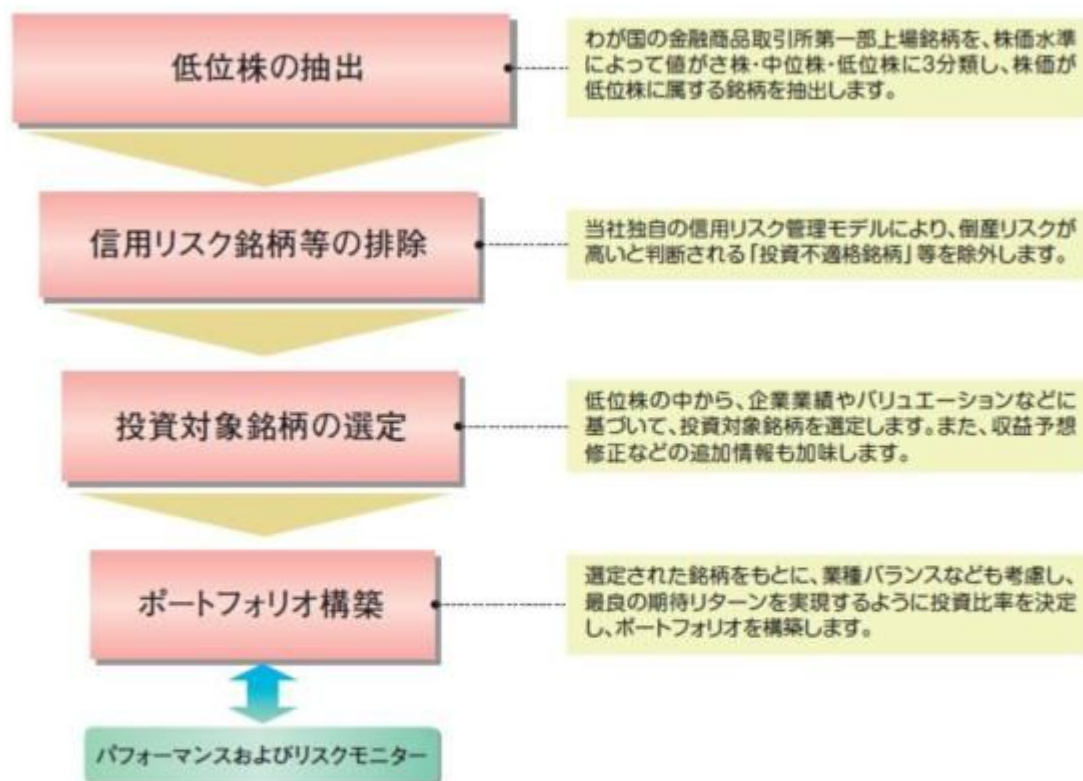 低位株の抽出
わが国の金融商品取引所第一部上場銘柄を、株価水準
によって値がさ株・中位株・低位株に3分類し、株価が
低位株に属する銘柄を抽出します。
信用リスク銘柄等の排除
当社独自の信用リスク管理モデルにより、倒産リスクが
高いと判断される「投資不適格銘柄」等を除外します。
投資対象銘柄の選定
低位株の中から、企業業績やバリュエーションなどに
基づいて、投資対象銘柄を選定します。また、収益予想
修正などの追加情報も加味します。
ポートフォリオ構築
選定された銘柄をもとに、業種バランスなども考慮し、
最良の期待リターンを実現するように投資比率を決定
し、ポートフォリオを構築します。
パフォーマンスおよびリスクモニター